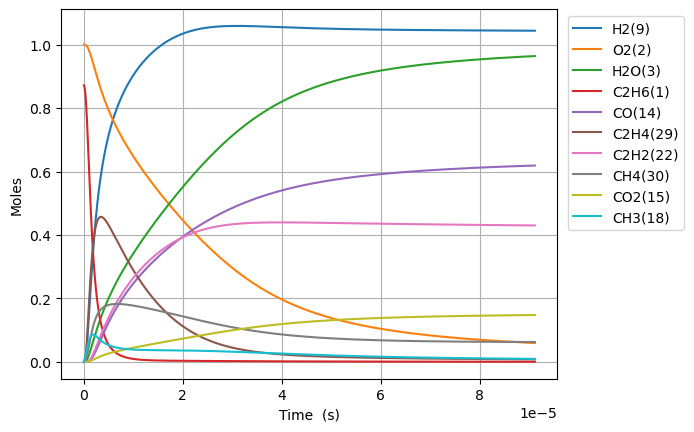 1.0
0.8
0.6
0.4
0.2
0.0
Moles
0
2
4
6
8
1e−5
Time (s)
H2(9)
O2(2)
H2O(3)
C2H6(1)
CO(14)
C2H4(29)
C2H2(22)
CH4(30)
CO2(15)
CH3(18)